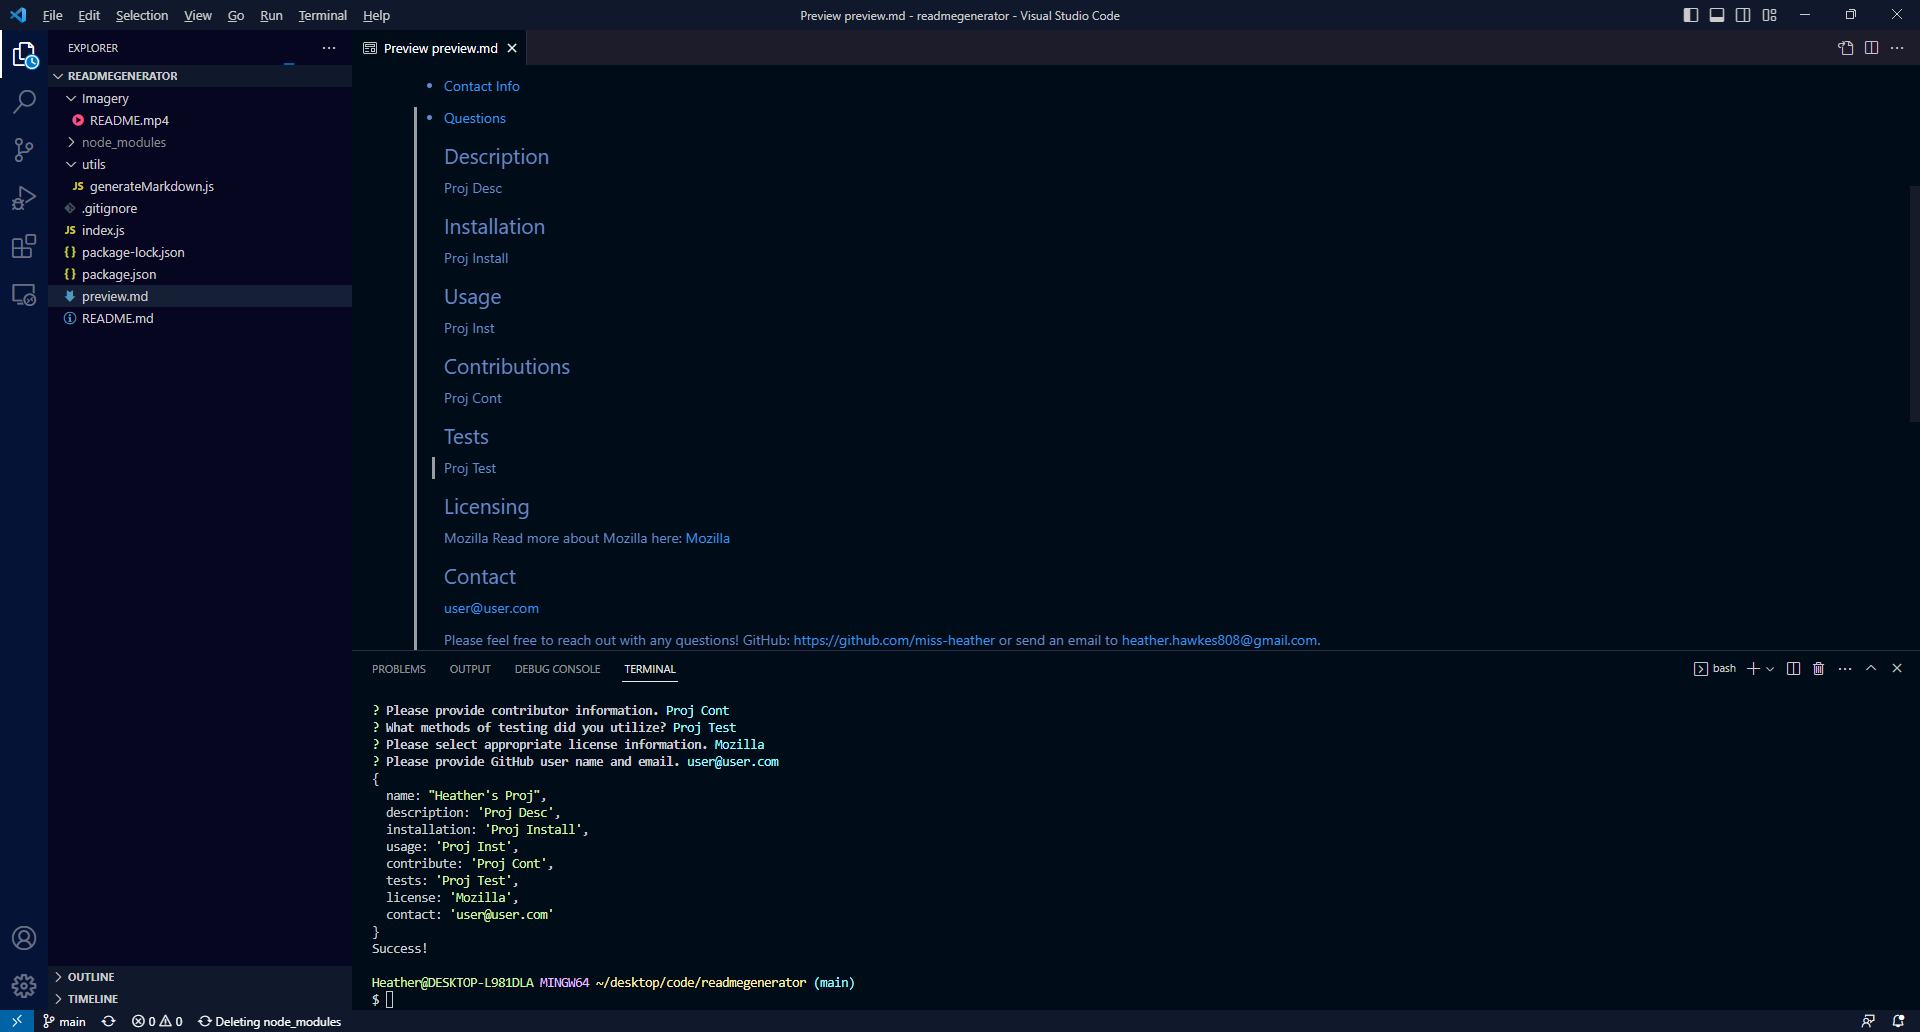 File Edit Selection View Go Run Terminal Help
Preview preview.md - readmegenerator - Visual Studio Code
EXPLORER
READMEGENERATOR
Imagery
README.mp4
node_modules
utils
JS generateMarkdown.js
.gitignore
JS index.js
{} package-lock.json
{} package.json
preview.md
README.md
OUTLINE
TIMELINE
Preview preview.md
• Contact Info
• Questions
Description
Proj Desc
Installation
Proj Install
Usage
Proj Inst
Contributions
Proj Cont
Tests
Proj Test
Licensing
Mozilla Read more about Mozilla here: Mozilla
Contact
user@user.com
Please feel free to reach out with any questions! GitHub: https://github.com/miss-heather or send an email to heather.hawkes808@gmail.com.
PROBLEMS OUTPUT DEBUG CONSOLE TERMINAL
bash
? Please provide contributor information. Proj Cont
? What methods of testing did you utilize? Proj Test
? Please select appropriate license information. Mozilla
? Please provide GitHub user name and email. user@user.com
{
name: "Heather's Proj",
description: 'Proj Desc',
installation: 'Proj Install',
usage: 'Proj Inst',
contribute: 'Proj Cont',
tests: 'Proj Test',
license: 'Mozilla',
contact: 'user@user.com'
}
Success!
Heather@DESKTOP-L981DLA MINGW64 ~/desktop/code/readmegenerator (main)
$
main 0 0 Deleting node_modules